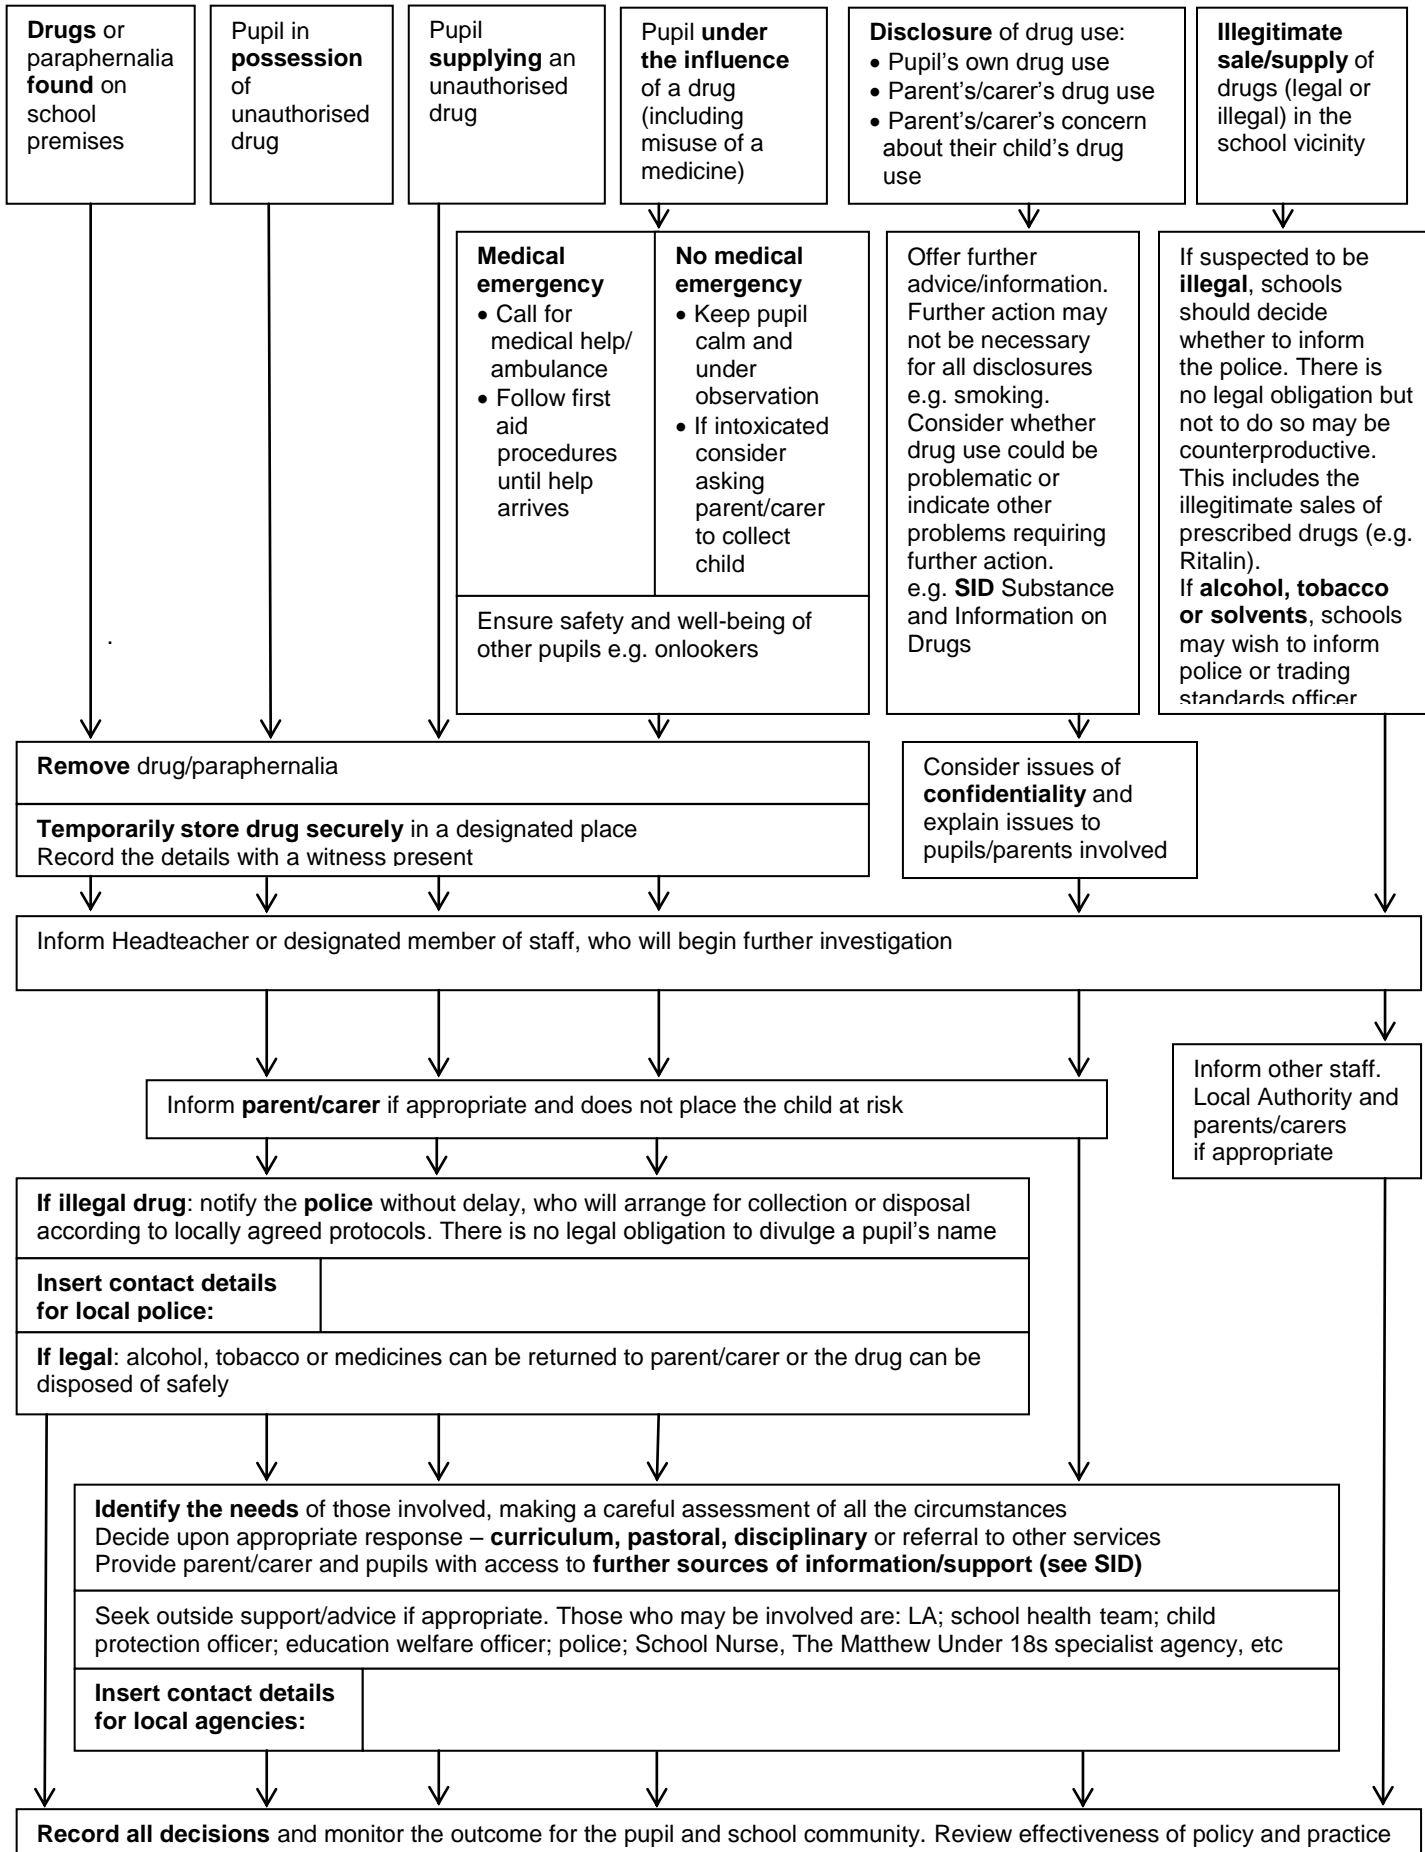 Drugs or
paraphernalia
found on
school
premises
Pupil in
possession
of
unauthorised
drug
Pupil
supplying an
unauthorised
drug
Pupil under
the influence
of a drug
(including
misuse of a
medicine)
Disclosure of drug use:
• Pupil's own drug use
• Parent's/carer's drug use
• Parent's/carer's concern
about their child's drug
use
Illegitimate
sale/supply of
drugs (legal or
illegal) in the
school vicinity
Medical
emergency
• Call for
medical help/
ambulance
• Follow first
aid
procedures
until help
arrives
No medical
emergency
• Keep pupil
calm and
under
observation
• If intoxicated
consider
asking
parent/carer
to collect
child
Ensure safety and well-being of
other pupils e.g. onlookers
Offer further
advice/information.
Further action may
not be necessary
for all disclosures
e.g. smoking.
Consider whether
drug use could be
problematic or
indicate other
problems requiring
further action.
e.g. SID Substance
and Information on
Drugs
If suspected to be
illegal, schools
should decide
whether to inform
the police. There is
no legal obligation but
not to do so may be
counterproductive.
This includes the
illegitimate sales of
prescribed drugs (e.g.
Ritalin).
If alcohol, tobacco
or solvents, schools
may wish to inform
police or trading
standards officer
.
Remove drug/paraphernalia
Temporarily store drug securely in a designated place
Record the details with a witness present
Consider issues of
confidentiality and
explain issues to
pupils/parents involved
Inform Headteacher or designated member of staff, who will begin further investigation
Inform parent/carer if appropriate and does not place the child at risk
Inform other staff.
Local Authority and
parents/carers
if appropriate
If illegal drug: notify the police without delay, who will arrange for collection or disposal
according to locally agreed protocols. There is no legal obligation to divulge a pupil's name
Insert contact details
for local police:
If legal: alcohol, tobacco or medicines can be returned to parent/carer or the drug can be
disposed of safely
Identify the needs of those involved, making a careful assessment of all the circumstances
Decide upon appropriate response – curriculum, pastoral, disciplinary or referral to other services
Provide parent/carer and pupils with access to further sources of information/support (see SID)
Seek outside support/advice if appropriate. Those who may be involved are: LA; school health team; child
protection officer; education welfare officer; police; School Nurse, The Matthew Under 18s specialist agency, etc
Insert contact details
for local agencies:
Record all decisions and monitor the outcome for the pupil and school community. Review effectiveness of policy and practice